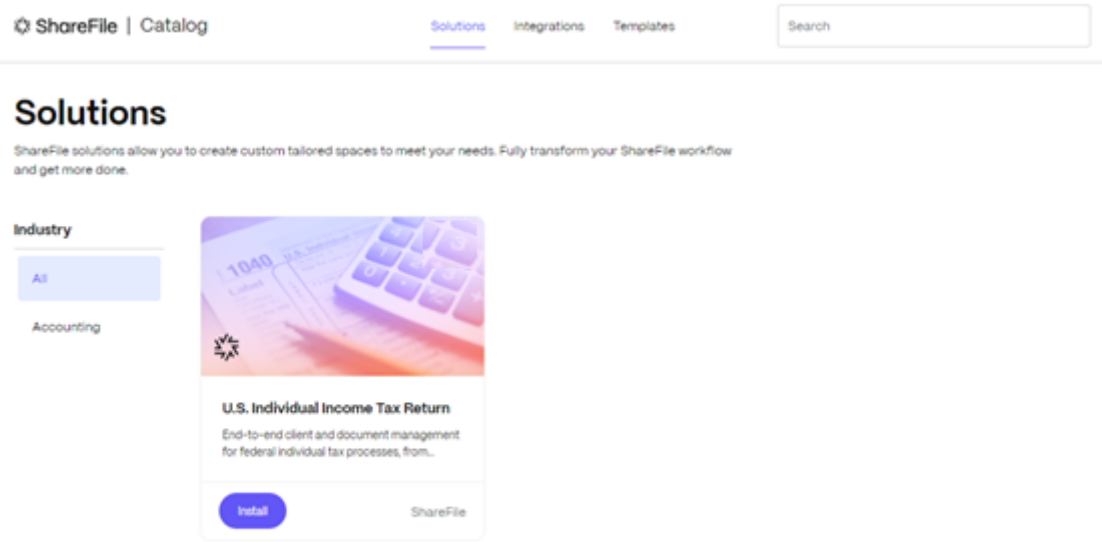 ShareFile | Catalog
Solutions
Integrations
Templates
Search
Solutions
ShareFile solutions allow you to create custom tailored spaces to meet your needs. Fully transform your ShareFile workflow
and get more done.
Industry
All
Accounting
1040
U.S. Individual
Label
U.S. Individual Income Tax Return
End-to-end client and document management
for federal individual tax processes, from...
Install
ShareFile